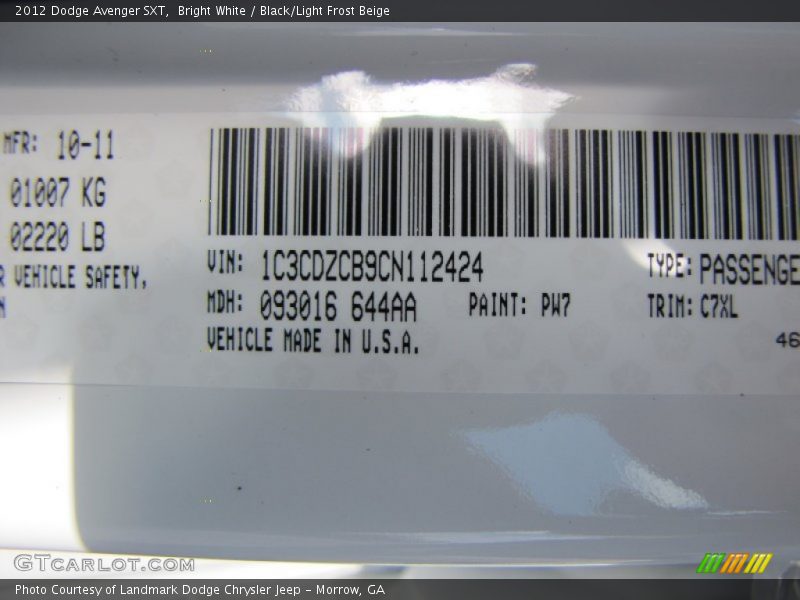 2012 Dodge Avenger SXT,  Bright White / Black/Light Frost Beige
MFR: 10-11
01007 KG
02220 LB
R VEHICLE SAFETY,
N
VIN: 1C3CDZCB9CN112424 TYPE: PASSENGE
MDH: 093016 644AA PAINT: PW7 TRIM: C7XL
VEHICLE MADE IN U.S.A.
46
GTcarlot.com
Photo Courtesy of Landmark Dodge Chrysler Jeep – Morrow, GA